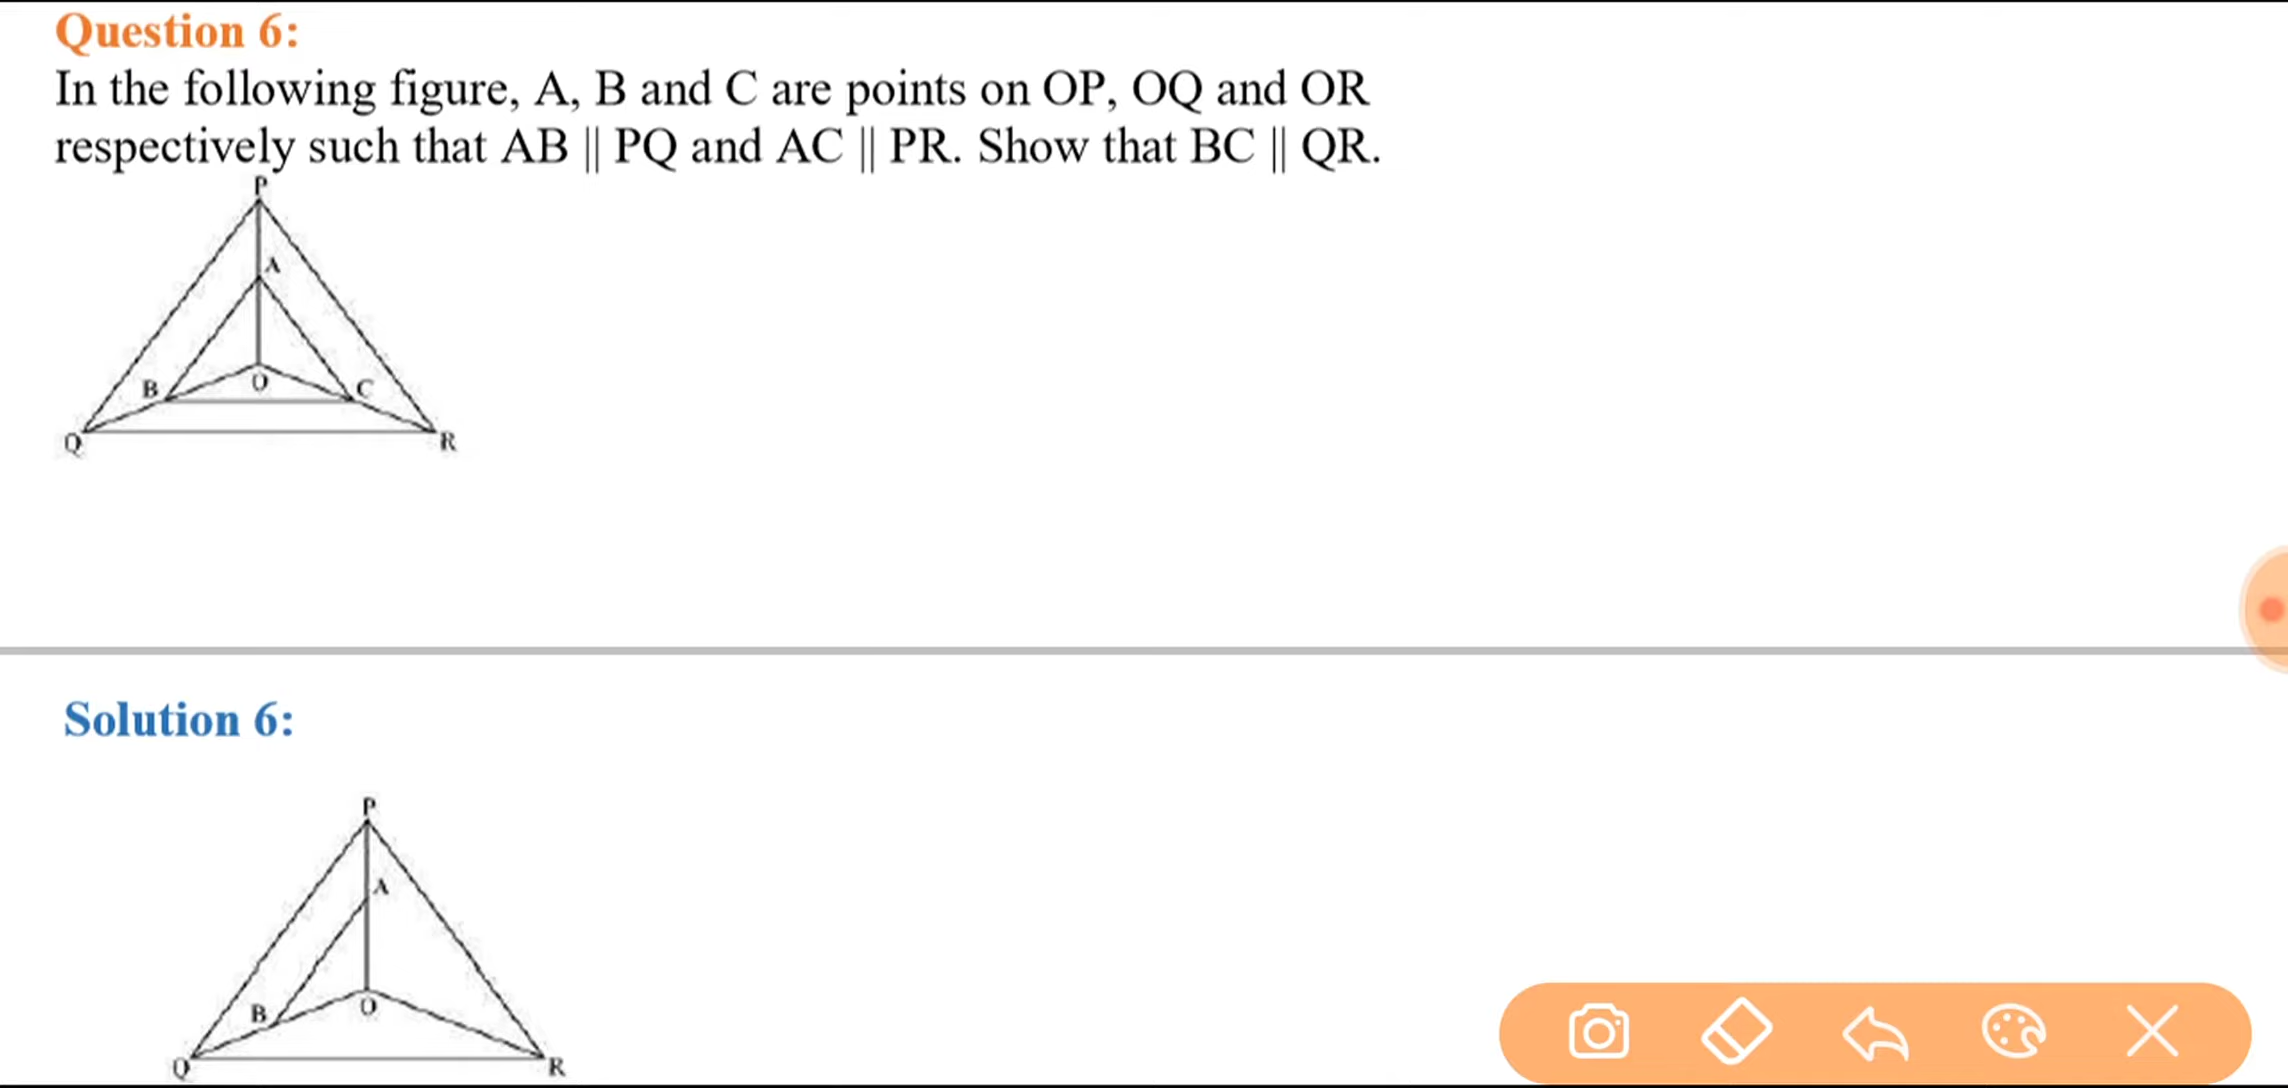 Question 6:
In the following figure, A, B and C are points on OP, OQ and OR
respectively such that AB || PQ and AC || PR. Show that BC || QR.
P
A
B
O
C
Q
R
Solution 6:
P
A
B
O
Q
R